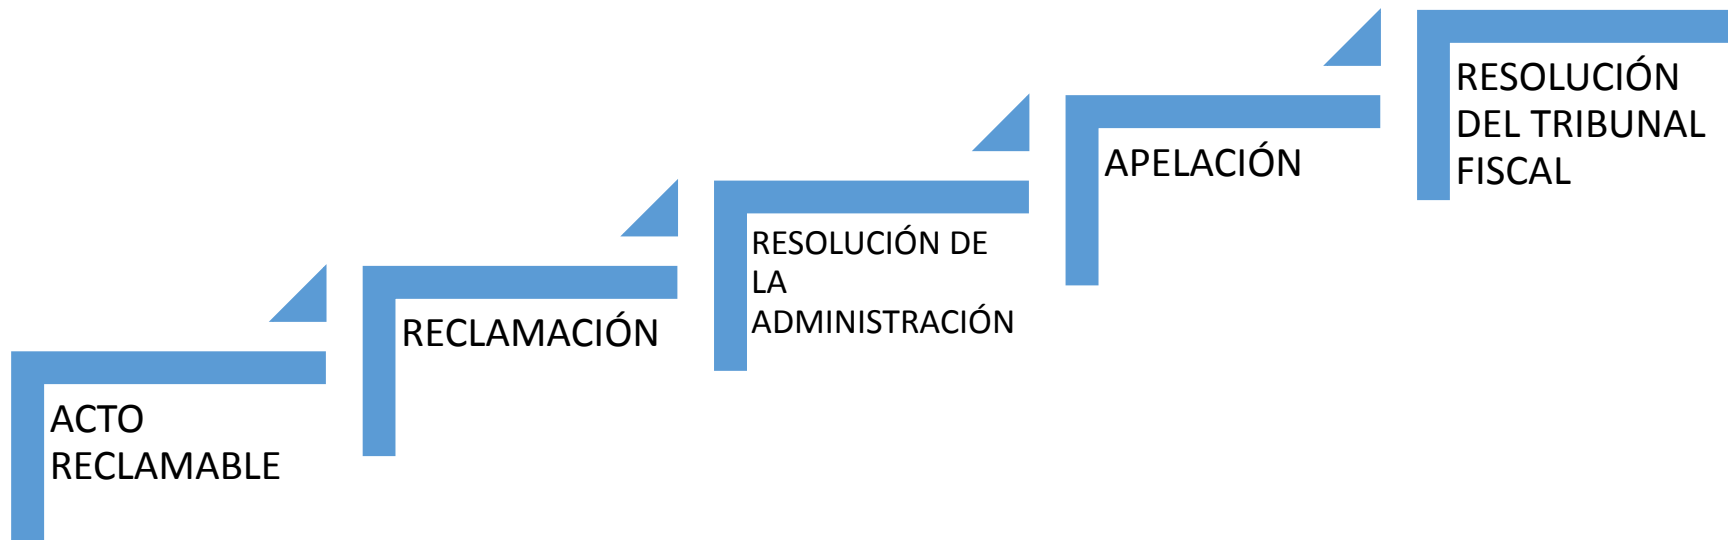 ACTO
RECLAMABLE
RECLAMACIÓN
RESOLUCIÓN DE
LA
ADMINISTRACIÓN
APELACIÓN
RESOLUCIÓN
DEL TRIBUNAL
FISCAL